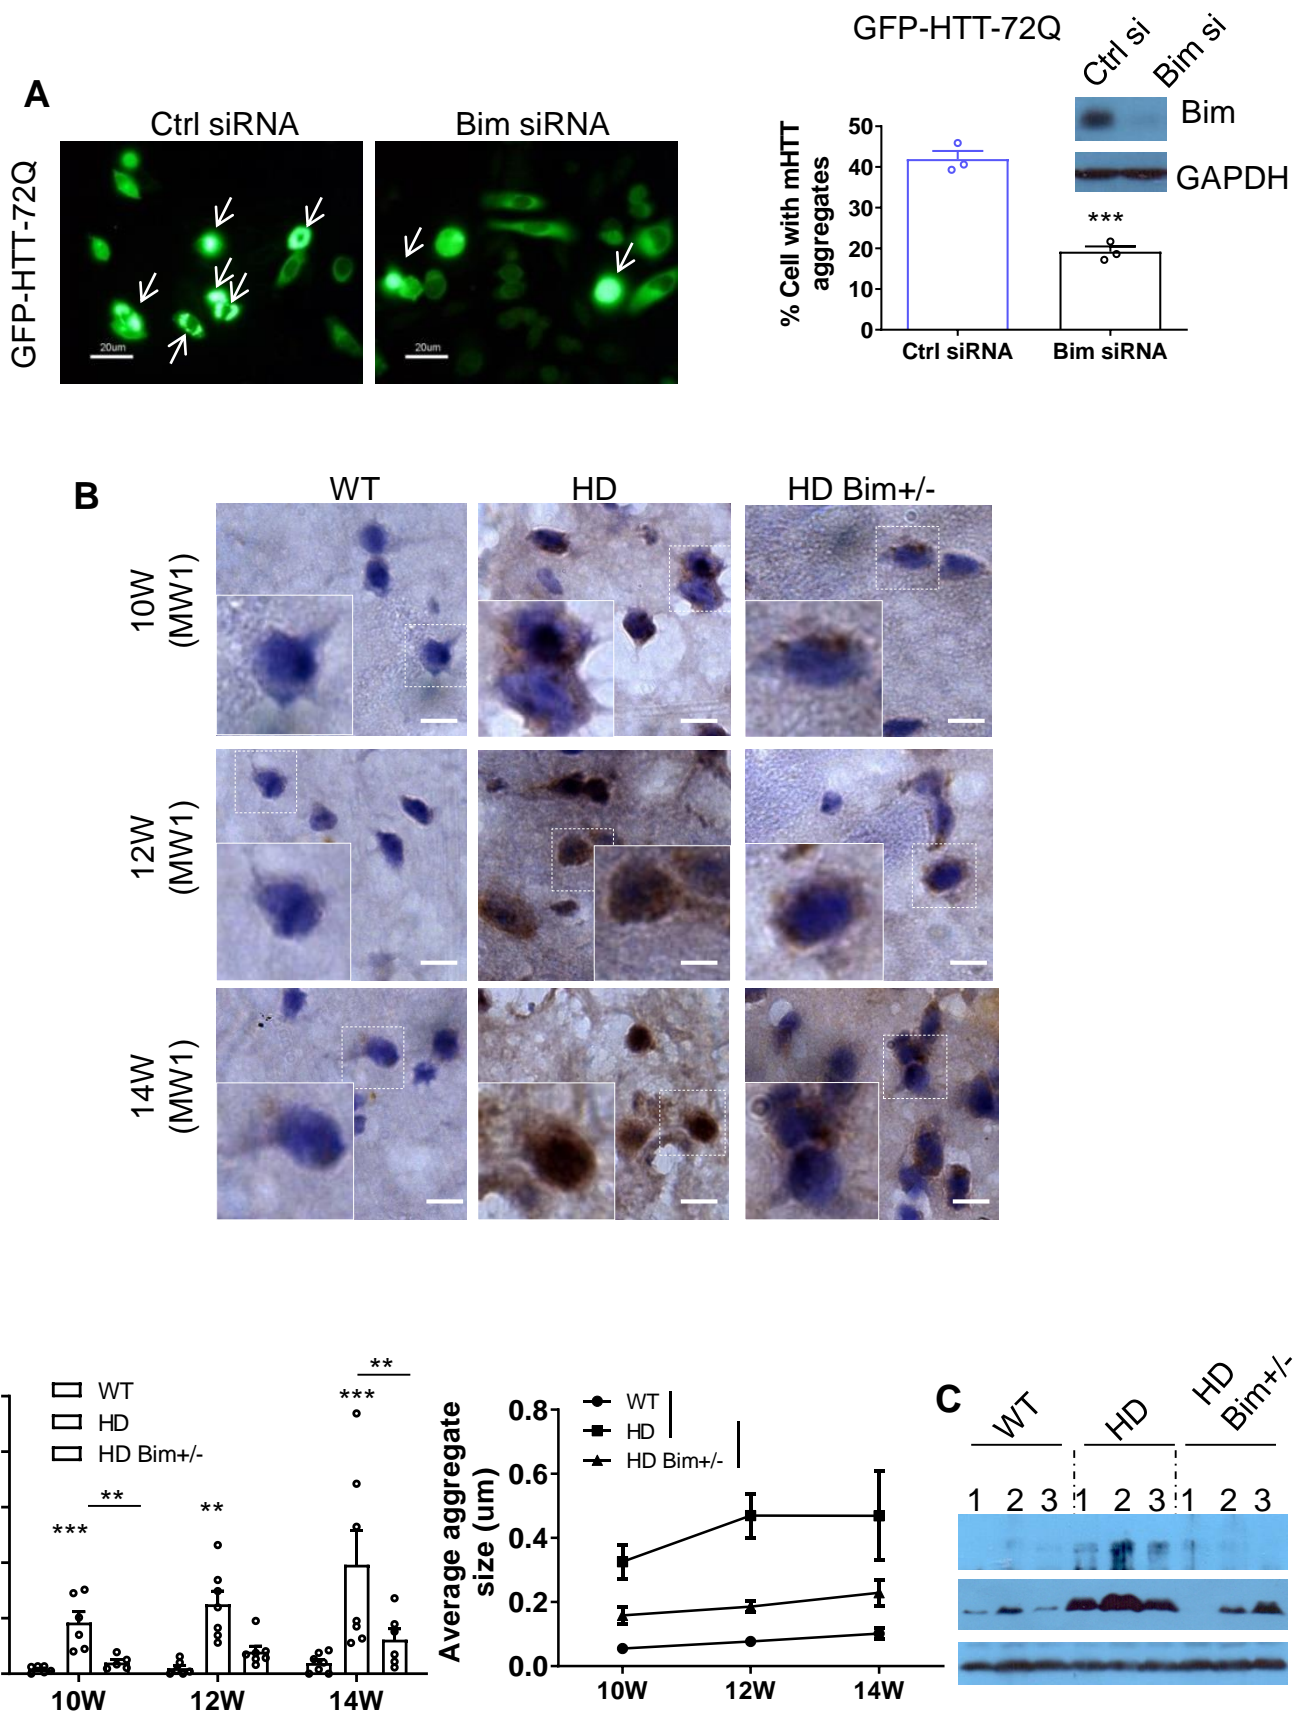 GFP-HTT-72Q
Ctrl si
Bim si
A
Ctrl siRNA
Bim siRNA
GFP-HTT-72Q
20um
20um
% Cell with mHTT
aggregates
50
40
30
20
10
0
***
Ctrl siRNA
Bim siRNA
Bim
GAPDH
B
WT
HD
HD Bim+/-
10W
(MW1)
12W
(MW1)
14W
(MW1)
WT
HD
HD Bim+/-
***
**
**
***
**
10W
12W
14W
Average aggregate
size (um)
0.8
0.6
0.4
0.2
0.0
WT
HD
HD Bim+/-
10W
12W
14W
C
WT
HD
HD
Bim+/-
1 2 3 1 2 3 1 2 3